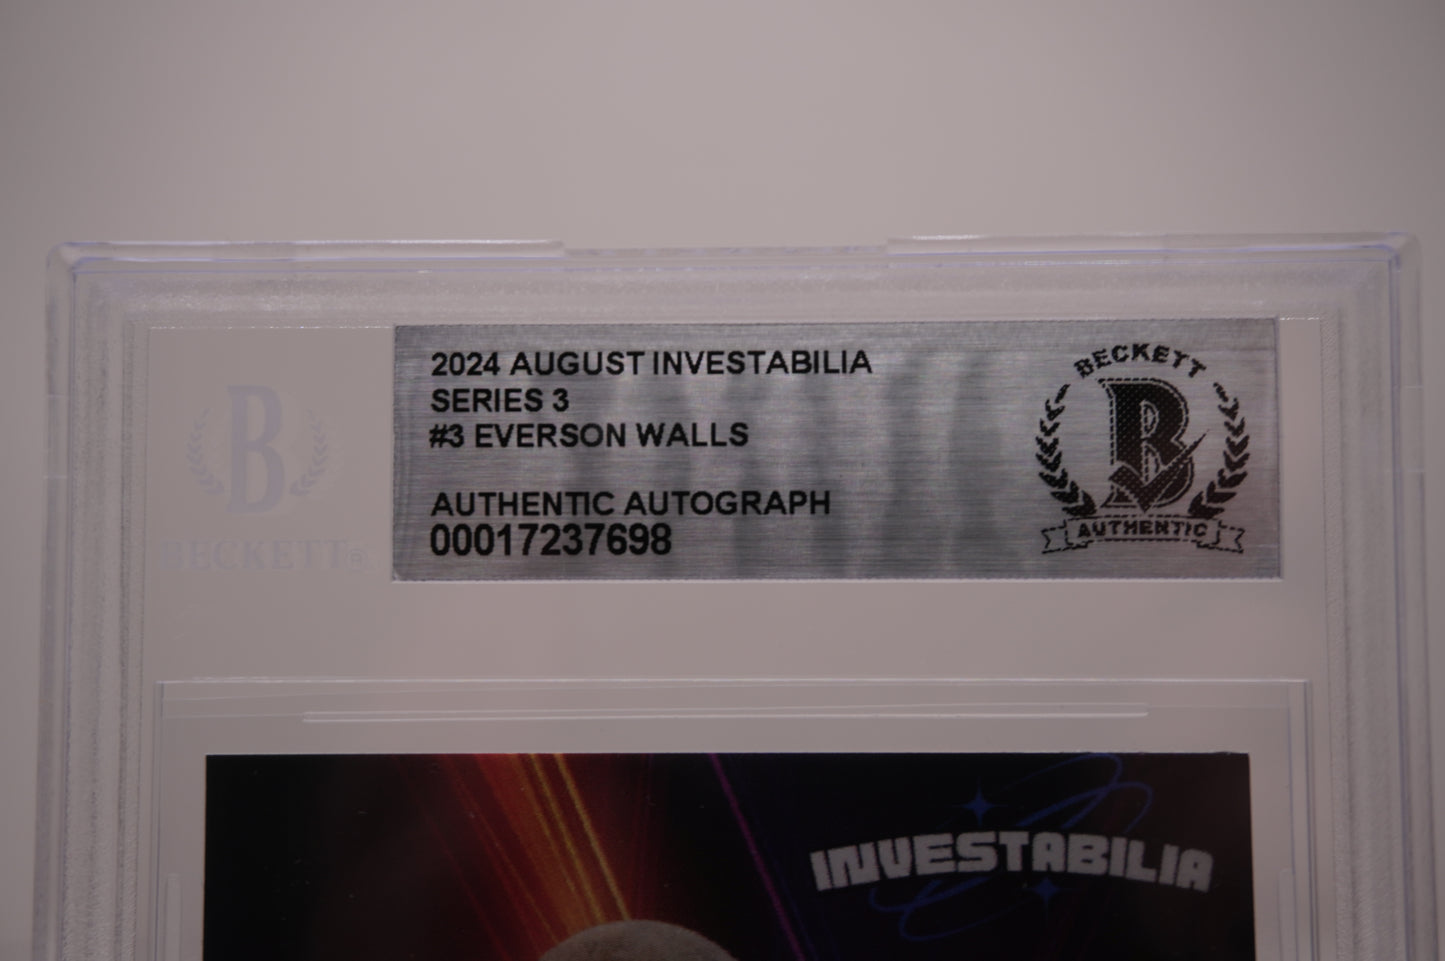 2024 AUGUST INVESTABILIA
SERIES 3
#3 EVERSON WALLS
AUTHENTIC AUTOGRAPH
00017237698
BECKETT
B
AUTHENTIC
B
BECKETT®
INVESTABILIA